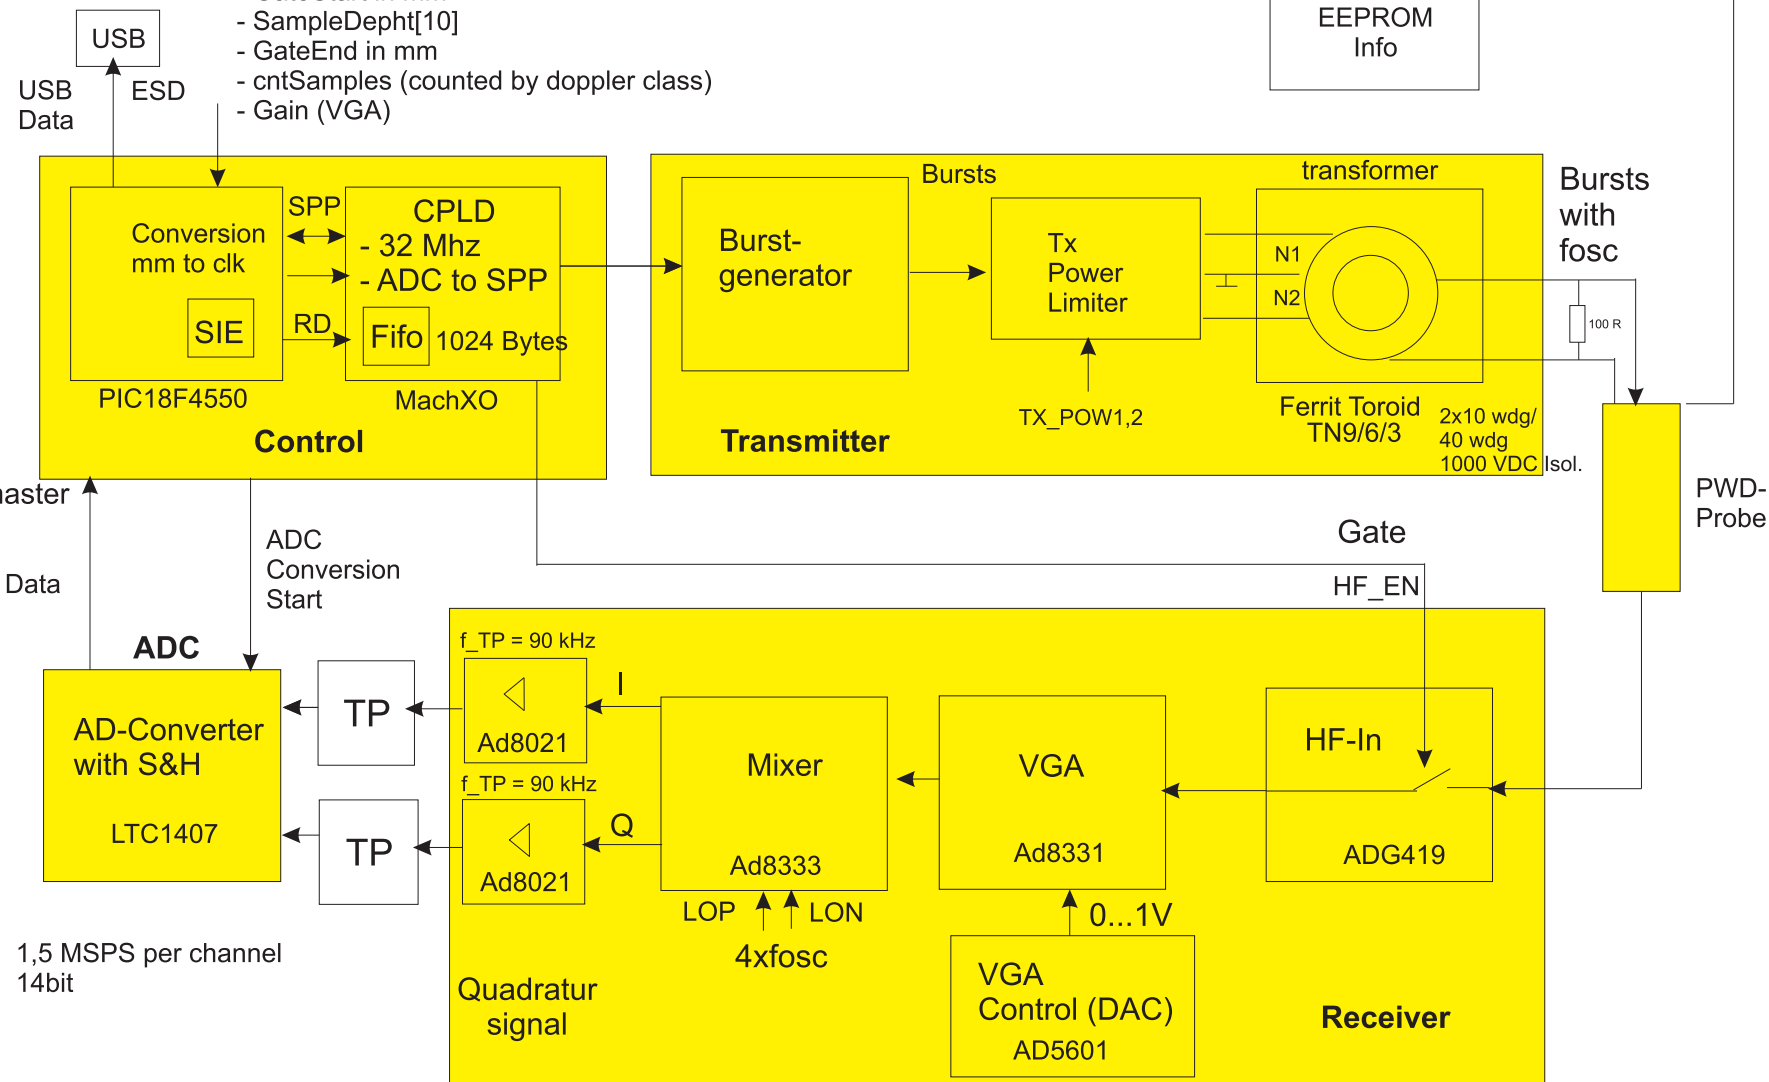 - SampleDepht[10]
- GateEnd in mm
- cntSamples (counted by doppler class)
- Gain (VGA)
USB
USB
Data
ESD
EEPROM
Info
Conversion
mm to clk
SIE
PIC18F4550
SPP
RD
CPLD
- 32 Mhz
- ADC to SPP
Fifo
1024 Bytes
MachXO
Control
Burst-
generator
Bursts
Tx
Power
Limiter
TX_POW1,2
Transmitter
transformer
N1
N2
Ferrit Toroid
TN9/6/3
2x10 wdg/
40 wdg
1000 VDC Isol.
Bursts
with
fosc
100 R
PWD-
Probe
Data
ADC
Conversion
Start
Gate
HF_EN
ADC
AD-Converter
with S&H
LTC1407
1,5 MSPS per channel
14bit
TP
TP
f_TP = 90 kHz
Ad8021
f_TP = 90 kHz
Ad8021
I
Q
Mixer
Ad8333
LOP
LON
4xfosc
Quadratur
signal
VGA
Ad8331
0...1V
VGA
Control (DAC)
AD5601
HF-In
ADG419
Receiver